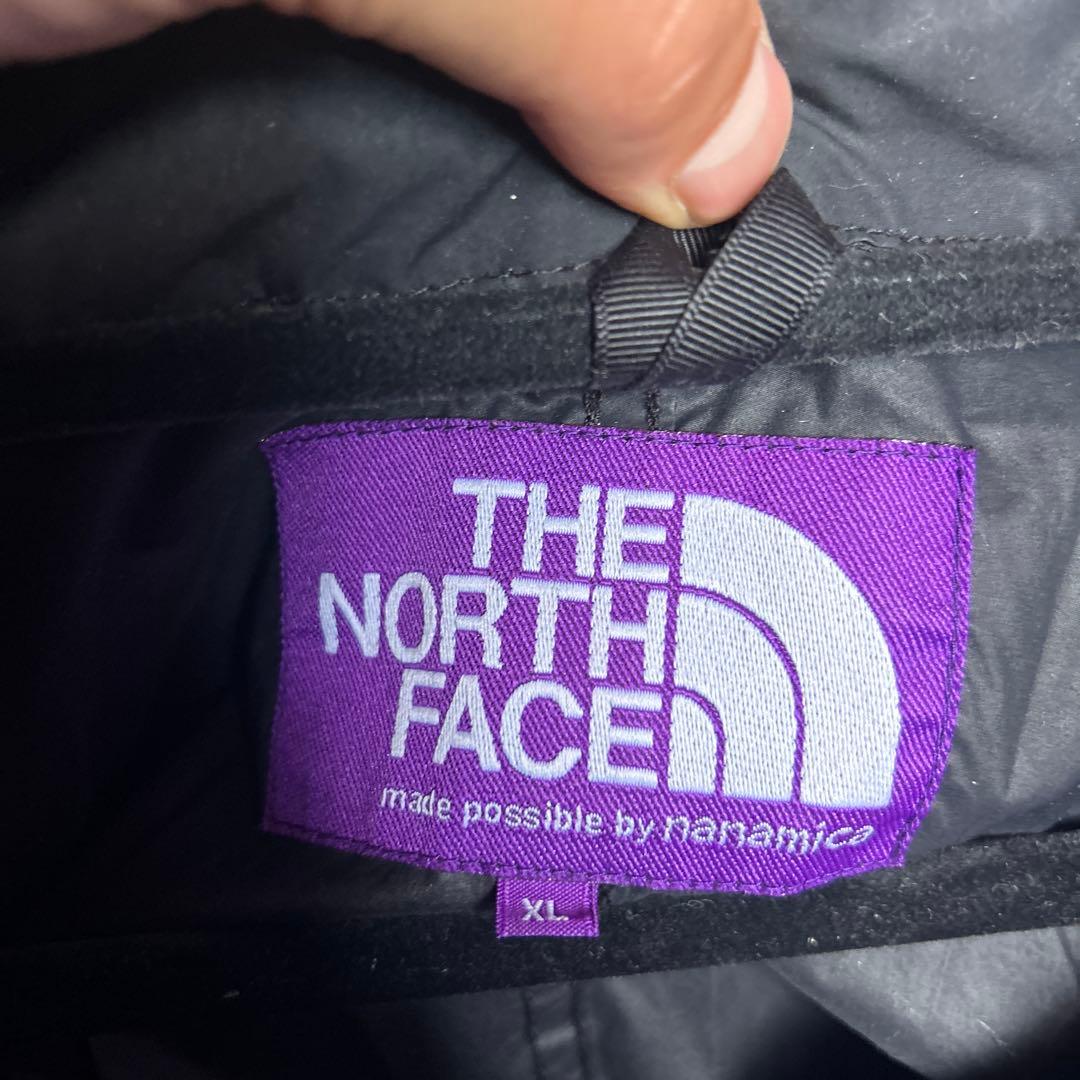 THE
NORTH
FACE
made possible by nanamica
XL